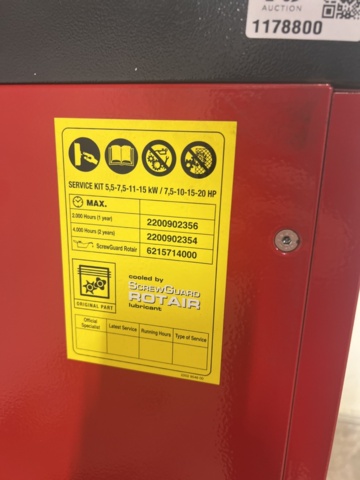 AUCTION
1178800
SERVICE KIT 5,5-7,5-11-15 kW / 7,5-10-15-20 HP
MAX.
2.000 Hours (1 year) 2200902356
4.000 Hours (2 years) 2200902354
ScrewGuard Rotair 6215714000
cooled by
SCREWGUARD
ROTAIR
lubricant
ORIGINAL PART
Official Specialist Latest Service Running Hours Type of Service